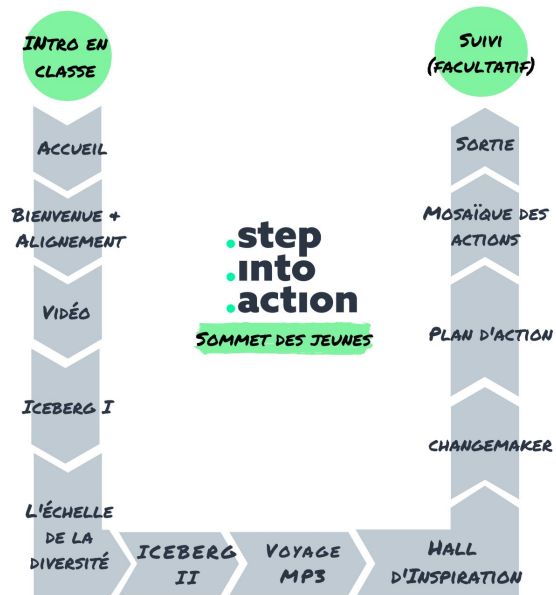 INtro en
classe
Accueil
Bienvenue +
Alignement
Vidéo
Iceberg I
L'échelle
de la
diversité
Iceberg
II
Voyage
MP3
Hall
d'Inspiration
changemaker
Plan d'action
Mosaïque des
actions
Sortie
Suivi
(facultatif)
.step
.into
.action
Sommet des jeunes